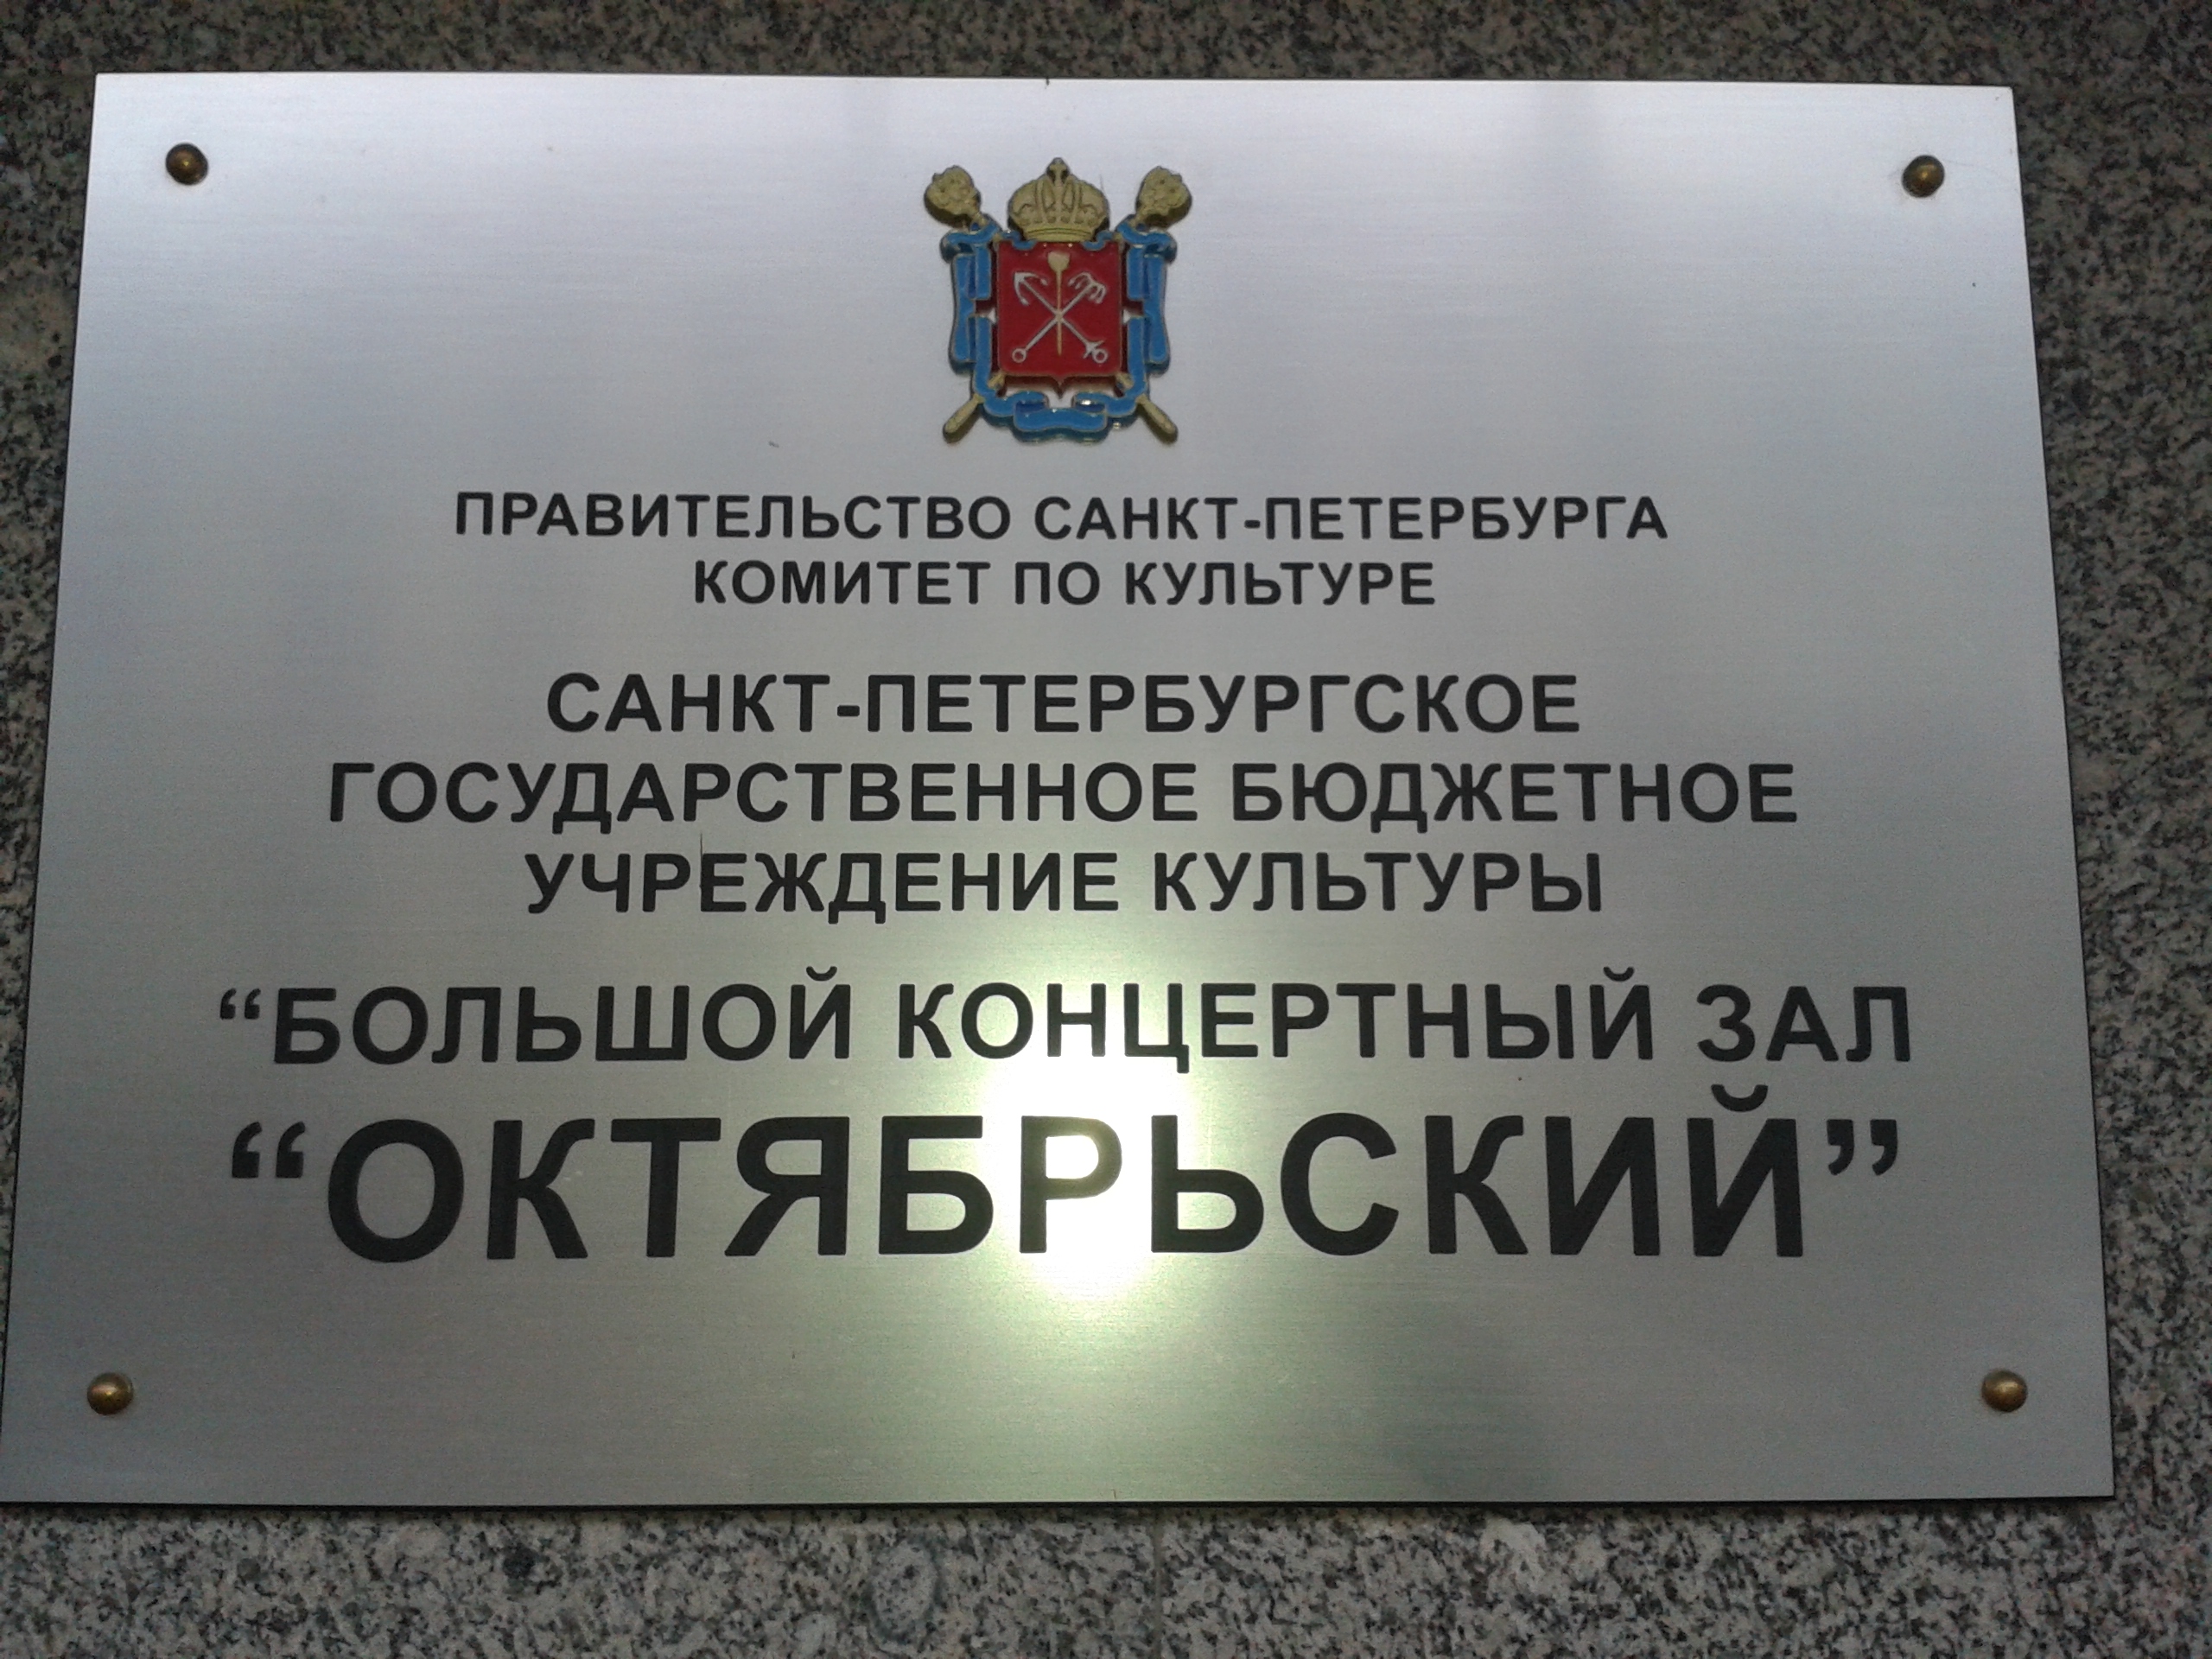 ПРАВИТЕЛЬСТВО САНКТ-ПЕТЕРБУРГА
КОМИТЕТ ПО КУЛЬТУРЕ
САНКТ-ПЕТЕРБУРГСКОЕ
ГОСУДАРСТВЕННОЕ БЮДЖЕТНОЕ
УЧРЕЖДЕНИЕ КУЛЬТУРЫ
“БОЛЬШОЙ КОНЦЕРТНЫЙ ЗАЛ
“ОКТЯБРЬСКИЙ”